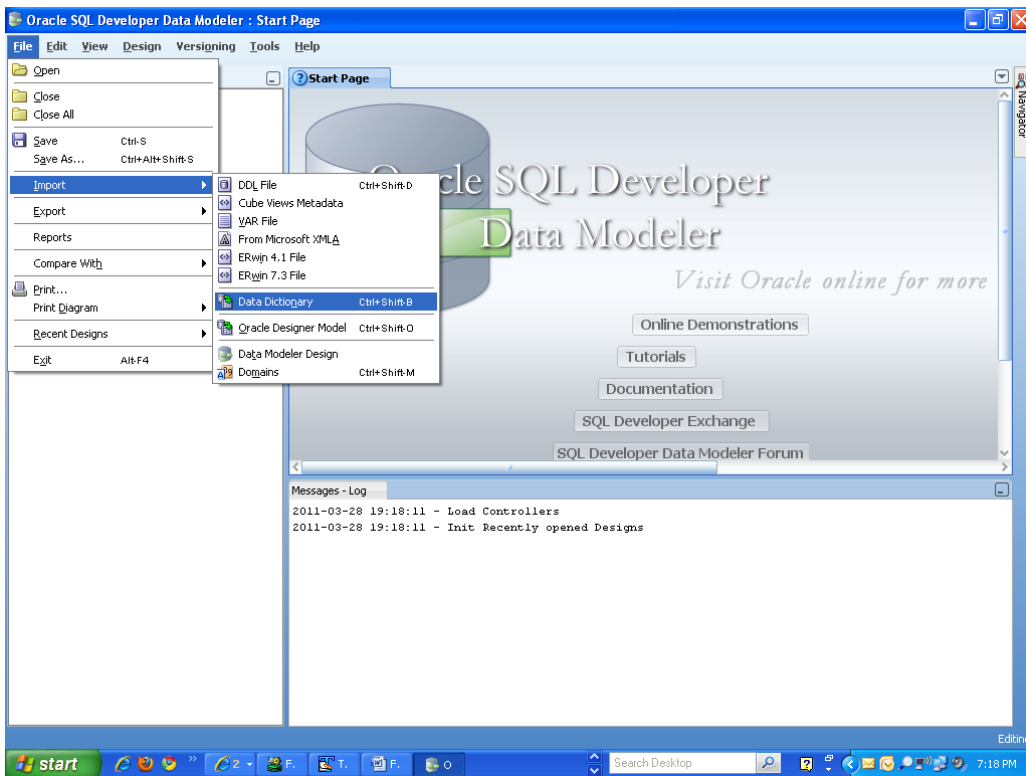 Oracle SQL Developer Data Modeler : Start Page
File Edit View Design Versioning Tools Help
Open
Close
Close All
Save Ctrl-S
Save As... Ctrl+Alt+Shift-S
Import
Export
Reports
Compare With
Print...
Print Diagram
Recent Designs
Exit Alt-F4
DDL File Ctrl+Shift-D
Cube Views Metadata
VAR File
From Microsoft XMLA
ERwin 4.1 File
ERwin 7.3 File
Data Dictionary Ctrl+Shift-B
Oracle Designer Model Ctrl+Shift-O
Data Modeler Design
Domains Ctrl+Shift-M
Start Page
Navigator
cle SQL Developer
Data Modeler
Visit Oracle online for more
Online Demonstrations
Tutorials
Documentation
SQL Developer Exchange
SQL Developer Data Modeler Forum
Messages - Log
2011-03-28 19:18:11 - Load Controllers
2011-03-28 19:18:11 - Init Recently opened Designs
Editin
start 2 F. T. F. O Search Desktop 7:18 PM